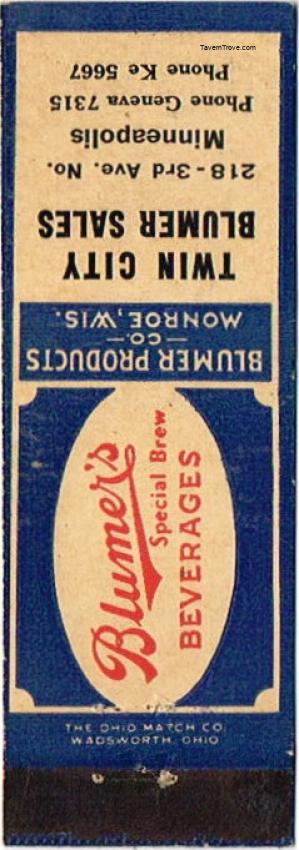 TavernTrove.com
TWIN CITY
BLUMER SALES
218-3rd Ave. No.
Minneapolis
Phone Geneva 7315
Phone Ke 5667
BLUMER PRODUCTS
—CO.—
MONROE, WIS.
Blumer's
Special Brew
BEVERAGES
THE OHIO MATCH CO.
WADSWORTH, OHIO